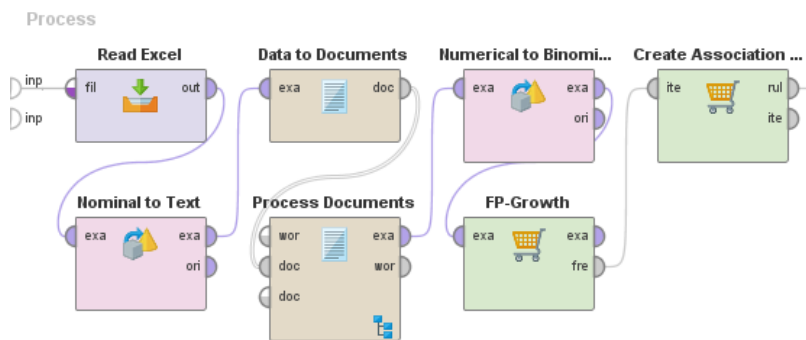 Process
Read Excel
Data to Documents
Numerical to Binomi...
Create Association ...
inp
fil
out
exa
doc
exa
exa
ite
rul
inp
ori
ite
Nominal to Text
Process Documents
FP-Growth
exa
exa
wor
exa
exa
exa
ori
doc
wor
fre
doc